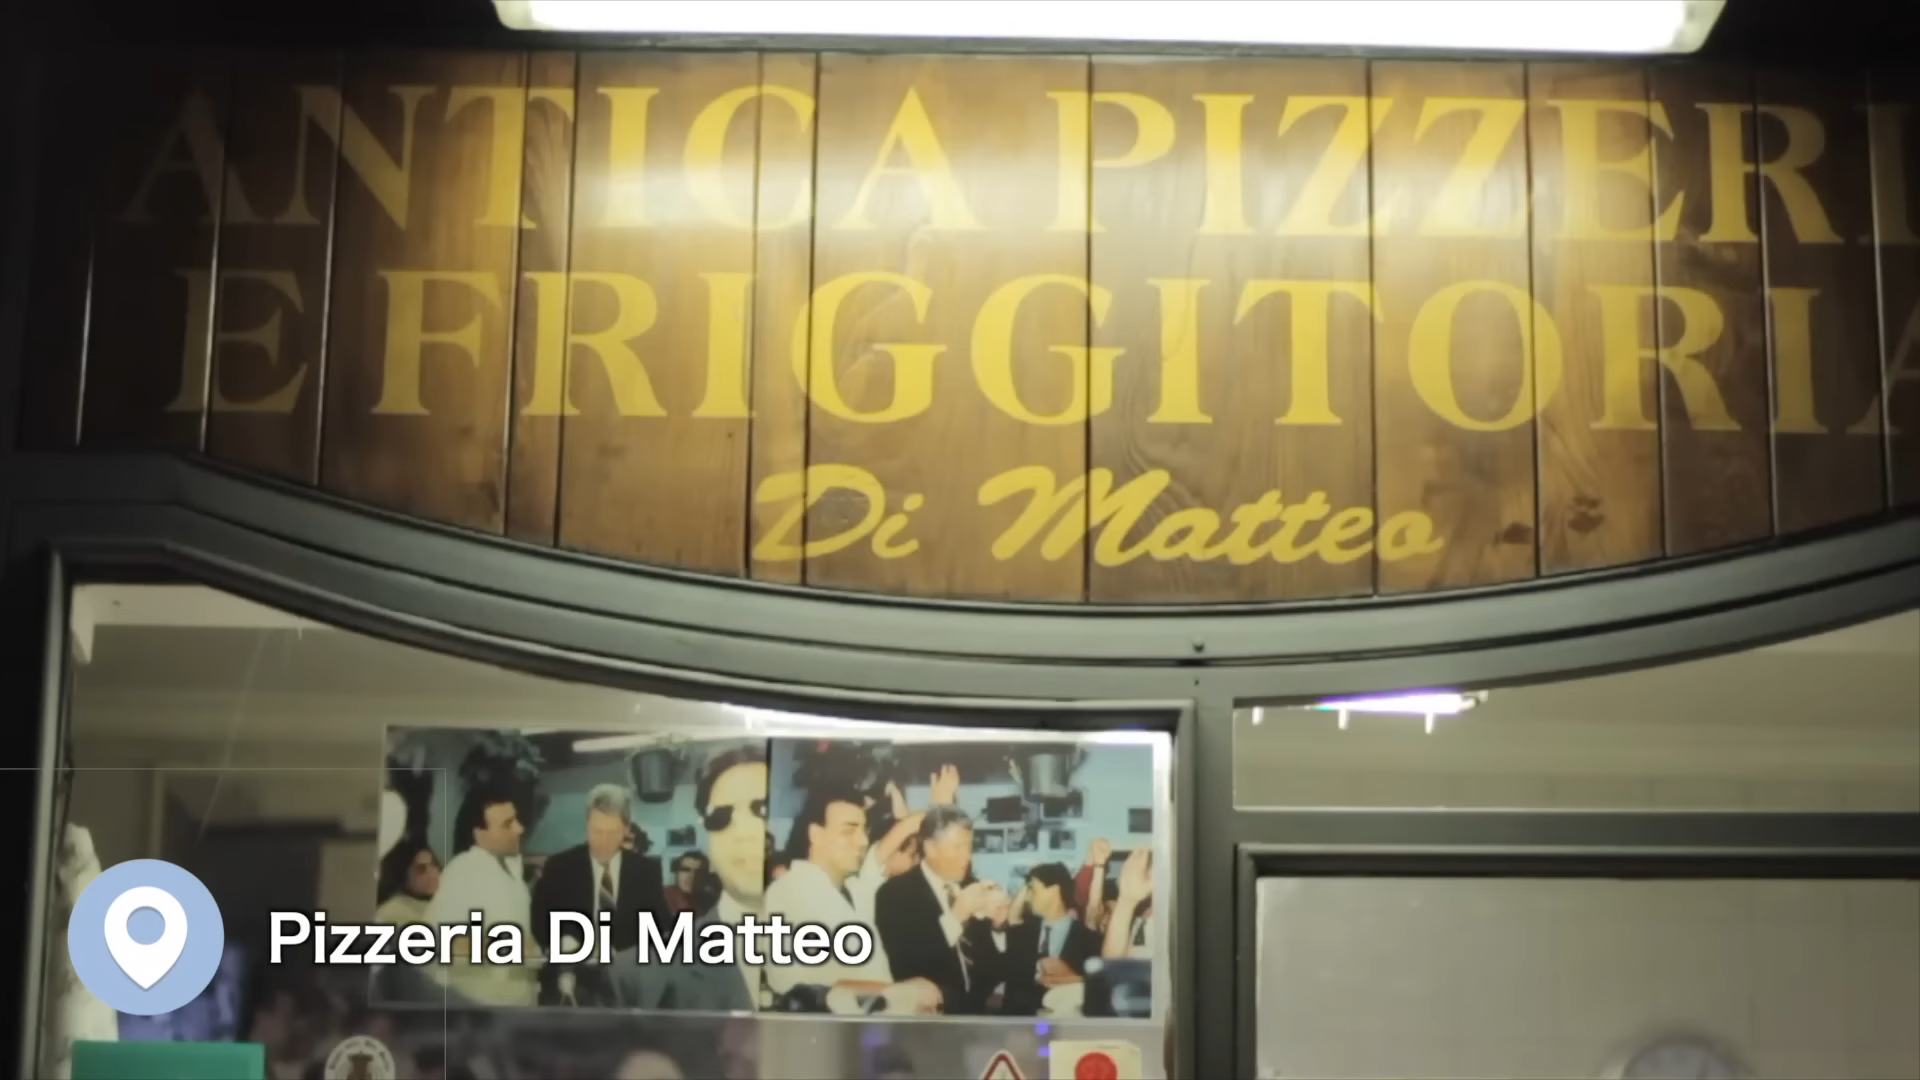 ANTICA PIZZERI
E FRIGGITORIA
Di Matteo
Pizzeria Di Matteo